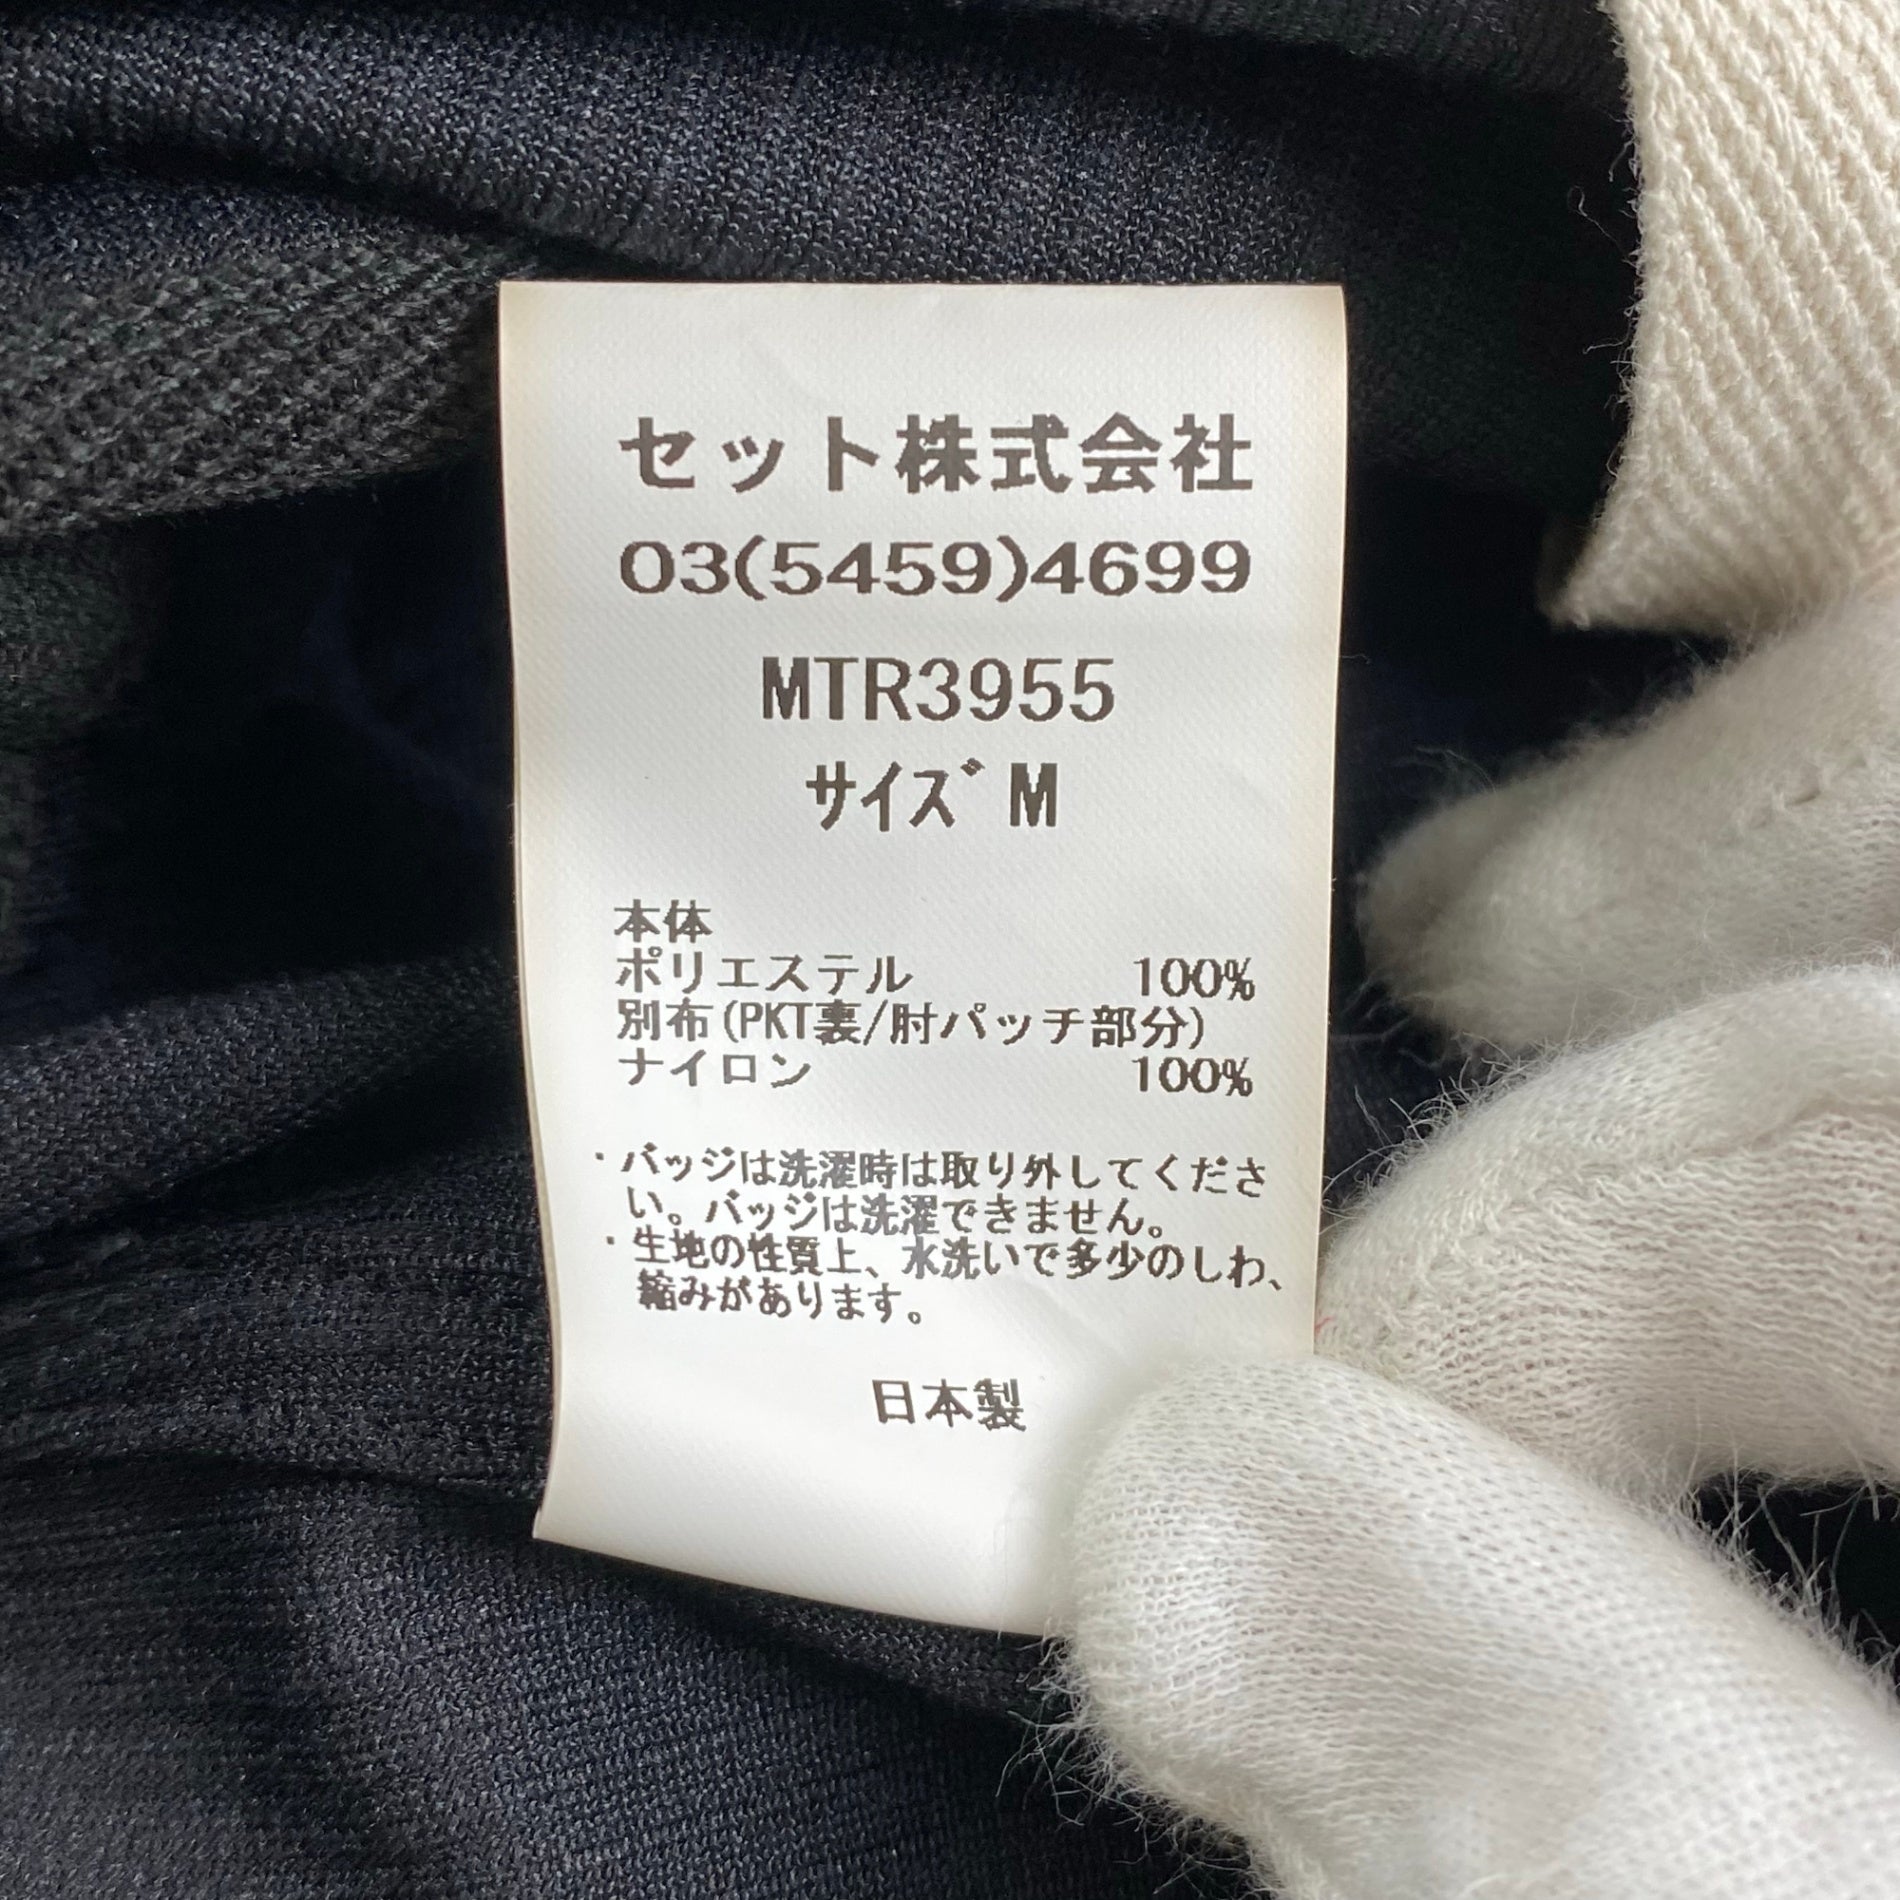 セット株式会社
03(5459)4699
MTR3955
サイズ M
本体
ポリエステル 100%
別布(PKT裏/肘パッチ部分)
ナイロン 100%
・バッジは洗濯時は取り外してくださ
い。バッジは洗濯できません。
・生地の性質上、水洗いで多少のしわ、
縮みがあります。
日本製